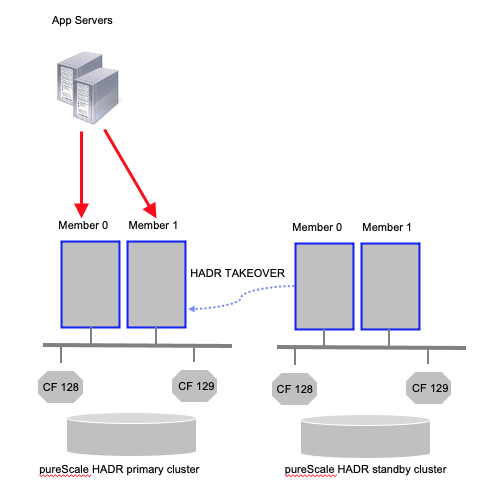 App Servers
Member 0
Member 1
Member 0
Member 1
HADR TAKEOVER
CF 128
CF 129
CF 128
CF 129
pureScale HADR primary cluster
pureScale HADR standby cluster